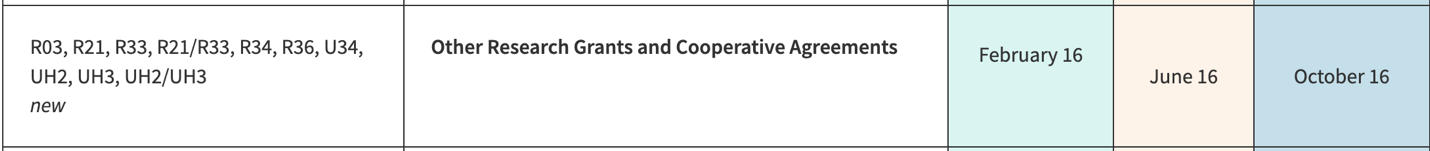 R03, R21, R33, R21/R33, R34, R36, U34,
UH2, UH3, UH2/UH3
new
Other Research Grants and Cooperative Agreements
February 16
June 16
October 16